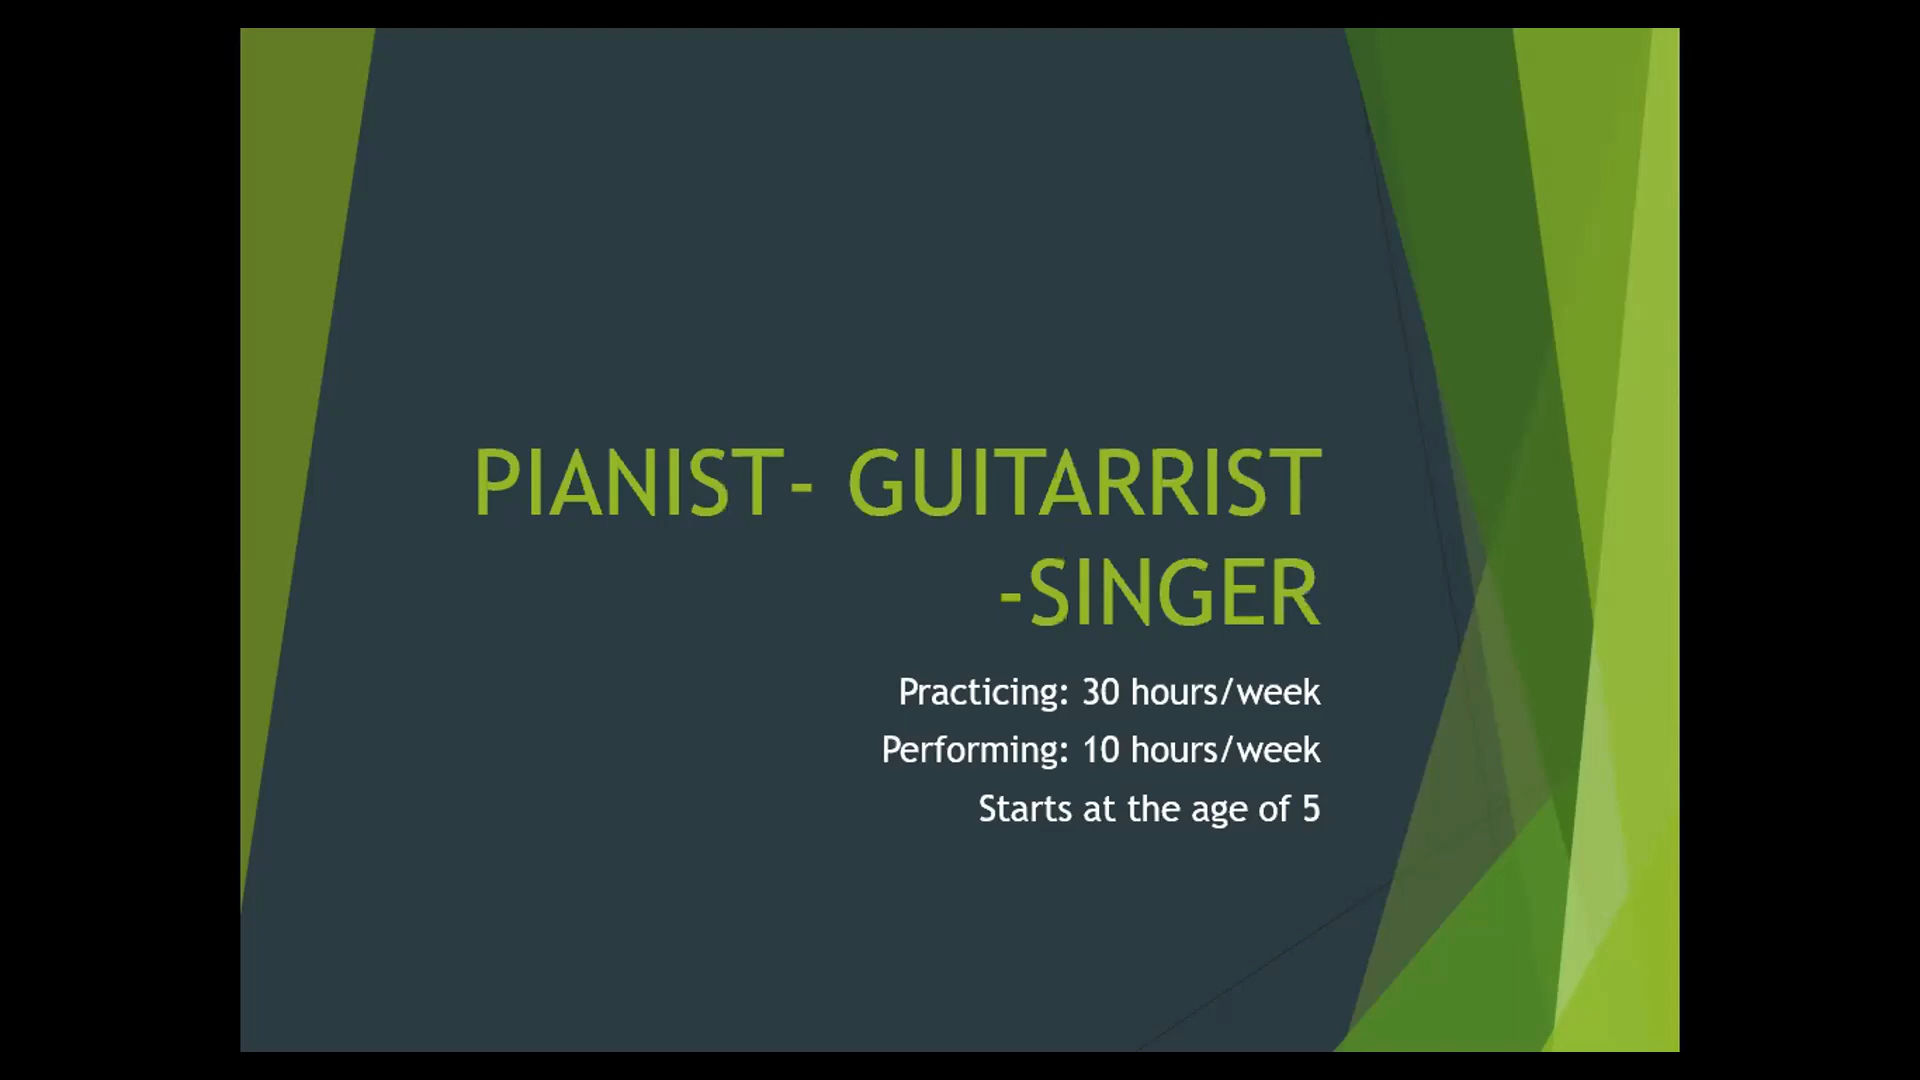 PIANIST- GUITARRIST
-SINGER
Practicing: 30 hours/week
Performing: 10 hours/week
Starts at the age of 5